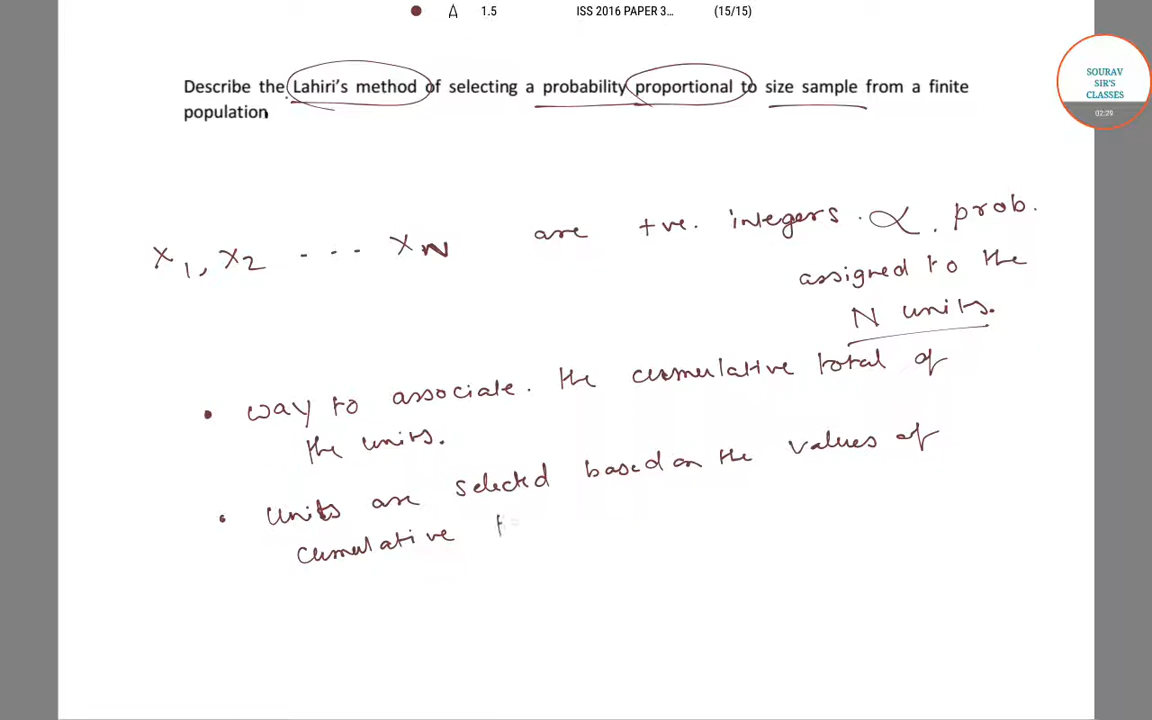 A 1.5 ISS 2016 PAPER 3... (15/15)
Describe the Lahiri's method of selecting a probability proportional to size sample from a finite
population
SOURAV
SIR'S
CLASSES
02:29
X1, X2 --- XN are +ve. integers. ∝. prob.
assigned to the
N units.
• way to associate. the cumulative total of
the units.
• units are selected based on the values of
cumulative t